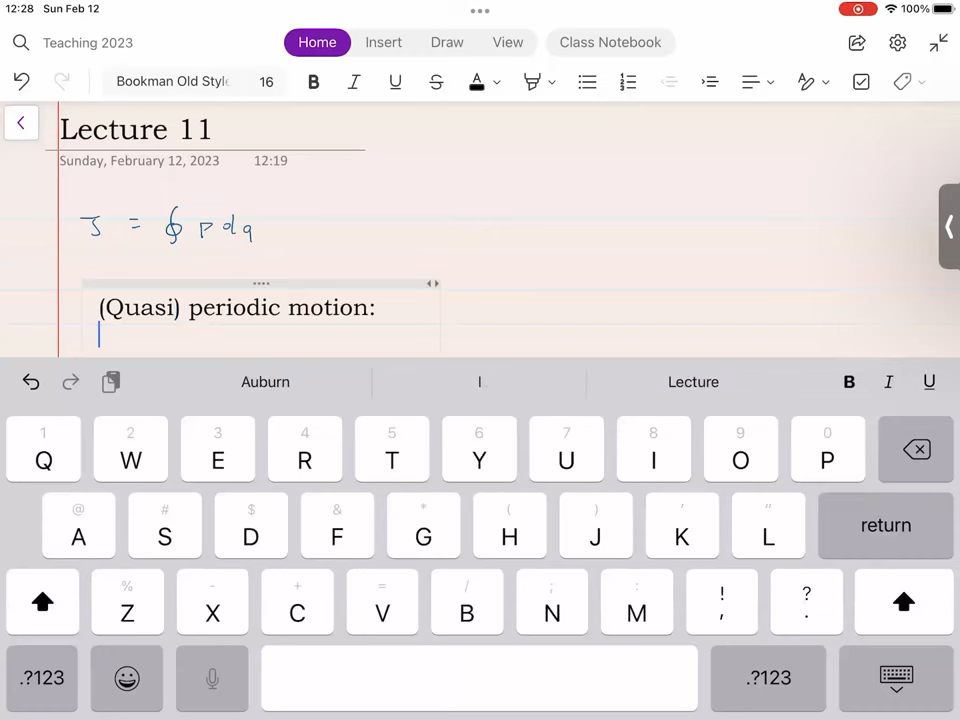 12:28 Sun Feb 12
100%
Teaching 2023
Home Insert Draw View Class Notebook
Bookman Old Style 16 B I U S A
Lecture 11
Sunday, February 12, 2023 12:19
J = ∮ p dq
(Quasi) periodic motion:
Auburn I Lecture B I U
1 2 3 4 5 6 7 8 9 0
Q W E R T Y U I O P
@ # $ & * ( ) ' "
A S D F G H J K L return
% - + = / ; : ! ?
Z X C V B N M , .
.?123 .?123